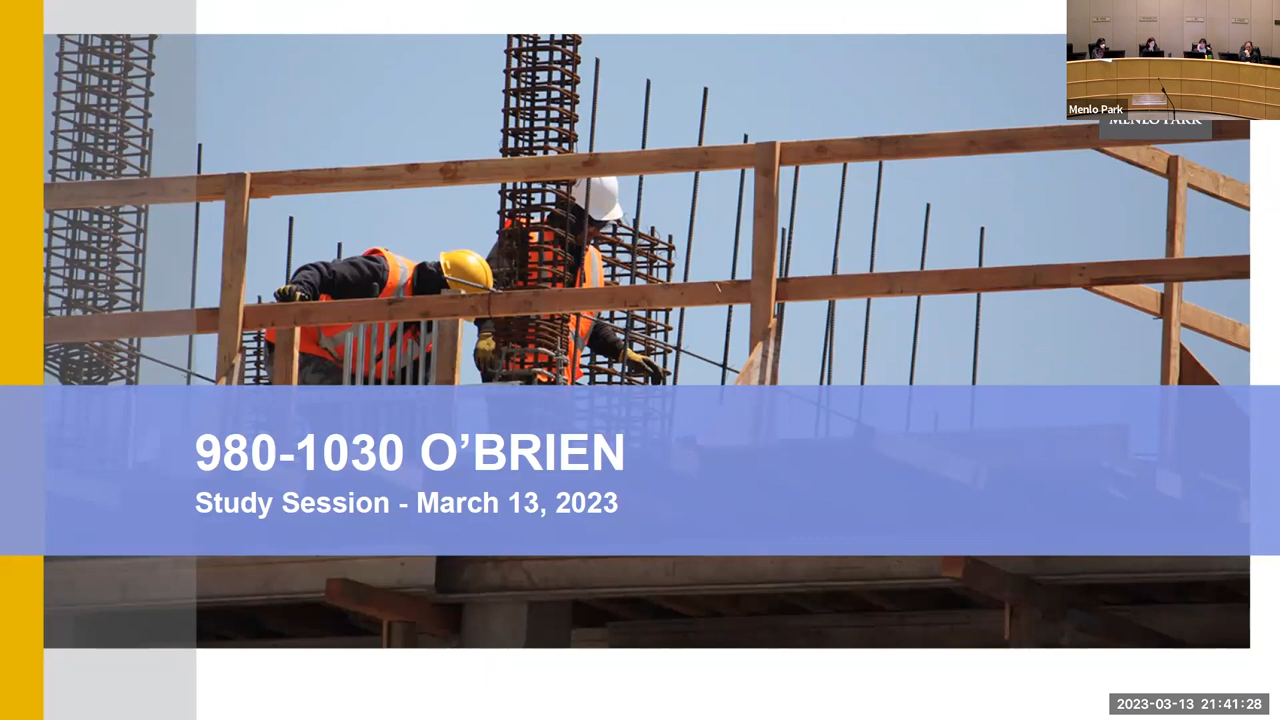 Menlo Park
MENLO PARK
980-1030 O’BRIEN
Study Session - March 13, 2023
2023-03-13 21:41:28